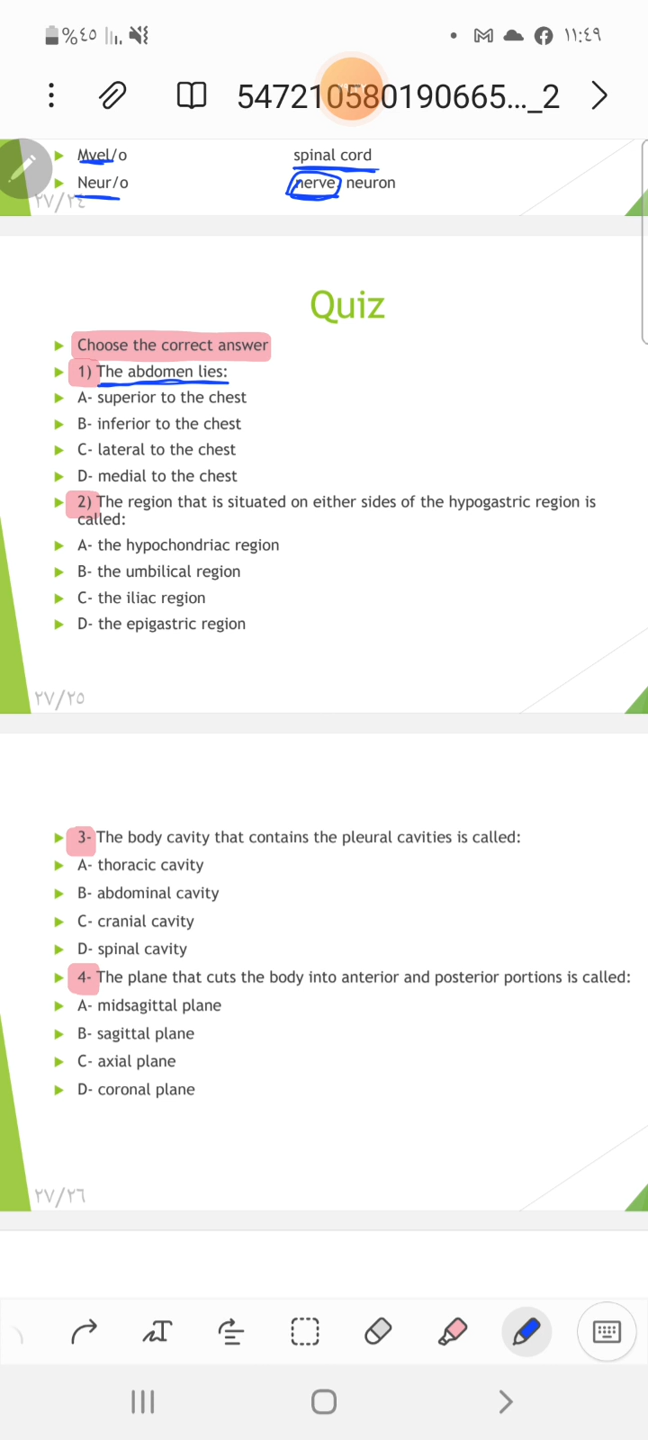 %٤٥ ١١:٤٩
547210580190665..._2
Myel/o spinal cord
Neur/o nerve, neuron
٢٧/٢٤
Quiz
Choose the correct answer
1) The abdomen lies:
A- superior to the chest
B- inferior to the chest
C- lateral to the chest
D- medial to the chest
2) The region that is situated on either sides of the hypogastric region is
called:
A- the hypochondriac region
B- the umbilical region
C- the iliac region
D- the epigastric region
٢٧/٢٥
3- The body cavity that contains the pleural cavities is called:
A- thoracic cavity
B- abdominal cavity
C- cranial cavity
D- spinal cavity
4- The plane that cuts the body into anterior and posterior portions is called:
A- midsagittal plane
B- sagittal plane
C- axial plane
D- coronal plane
٢٧/٢٦